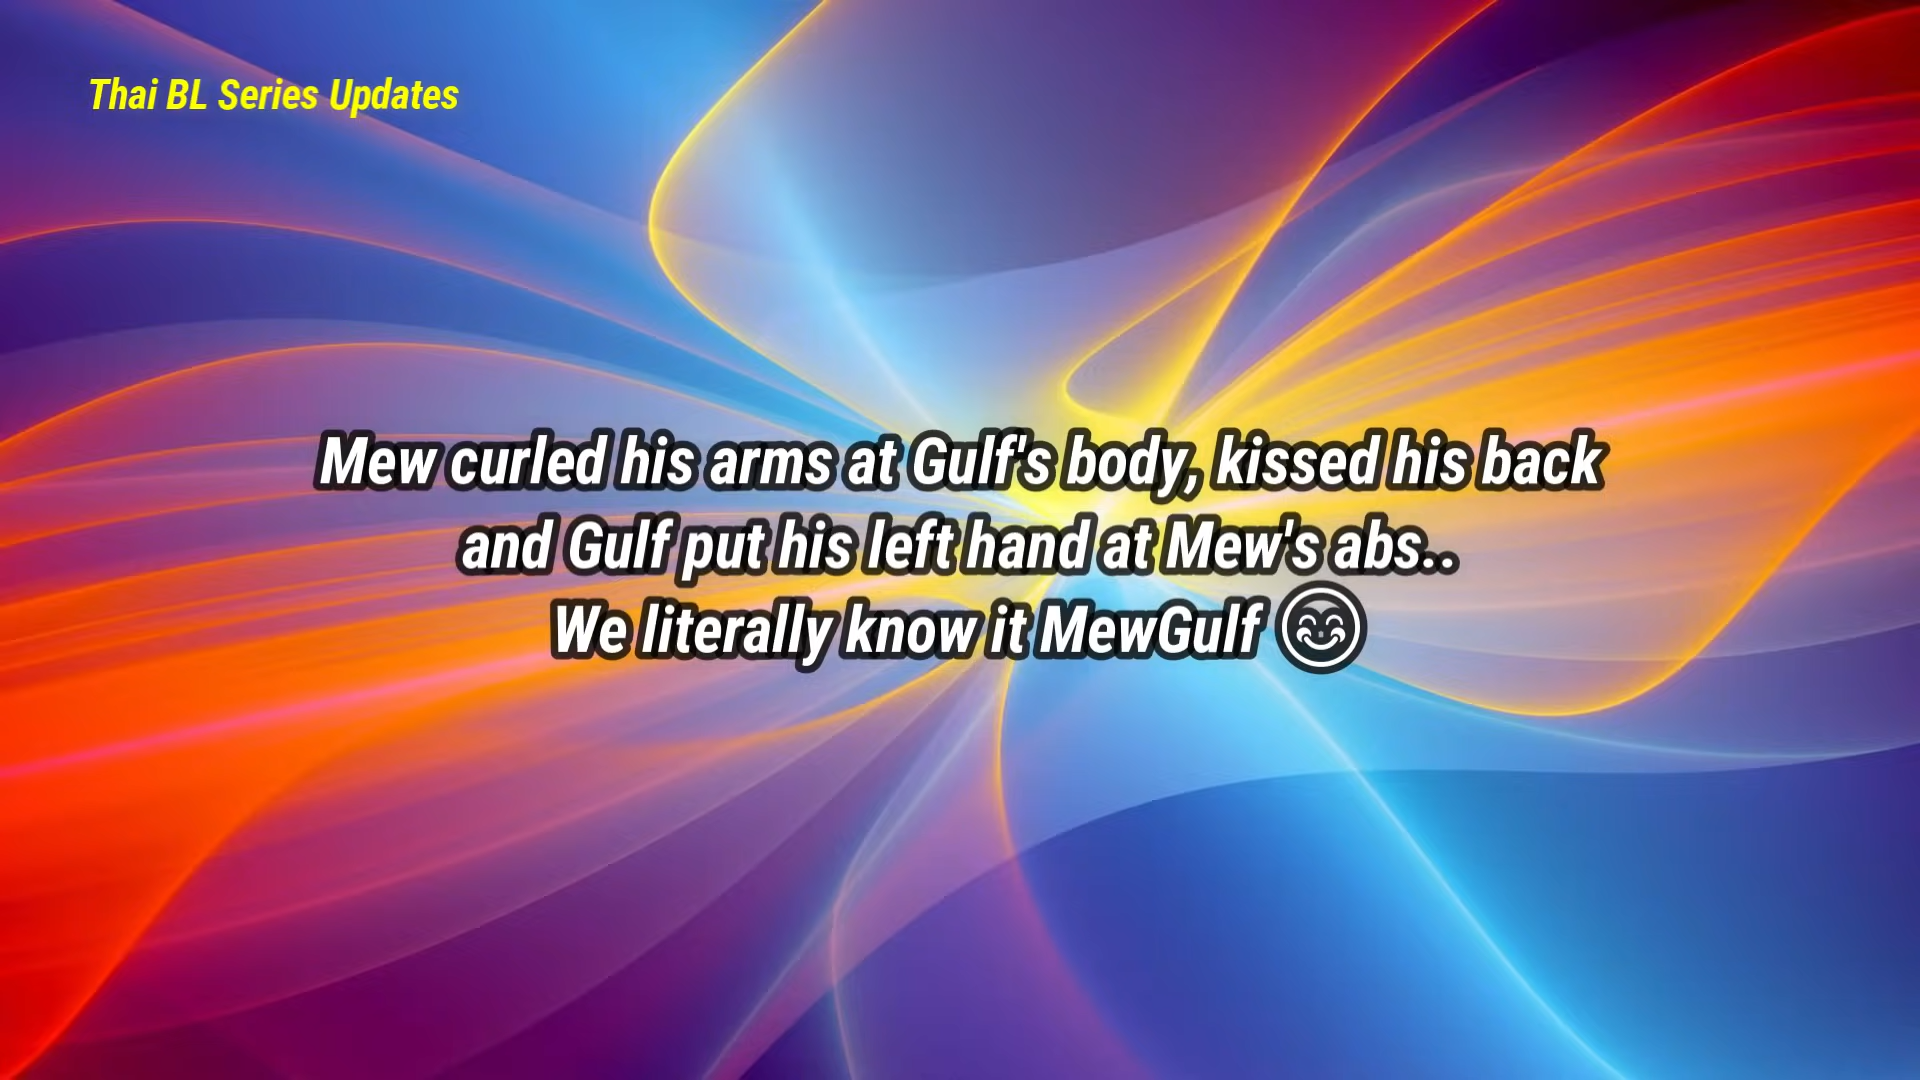 Thai BL Series Updates
Mew curled his arms at Gulf's body, kissed his back
and Gulf put his left hand at Mew's abs..
We literally know it MewGulf 😊